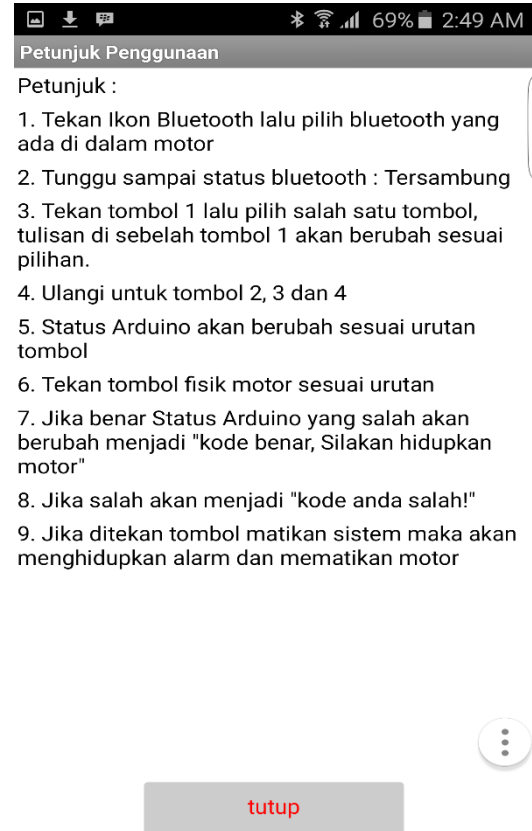 69% 2:49 AM
Petunjuk Penggunaan
Petunjuk :
1. Tekan Ikon Bluetooth lalu pilih bluetooth yang
ada di dalam motor
2. Tunggu sampai status bluetooth : Tersambung
3. Tekan tombol 1 lalu pilih salah satu tombol,
tulisan di sebelah tombol 1 akan berubah sesuai
pilihan.
4. Ulangi untuk tombol 2, 3 dan 4
5. Status Arduino akan berubah sesuai urutan
tombol
6. Tekan tombol fisik motor sesuai urutan
7. Jika benar Status Arduino yang salah akan
berubah menjadi "kode benar, Silakan hidupkan
motor"
8. Jika salah akan menjadi "kode anda salah!"
9. Jika ditekan tombol matikan sistem maka akan
menghidupkan alarm dan mematikan motor
tutup